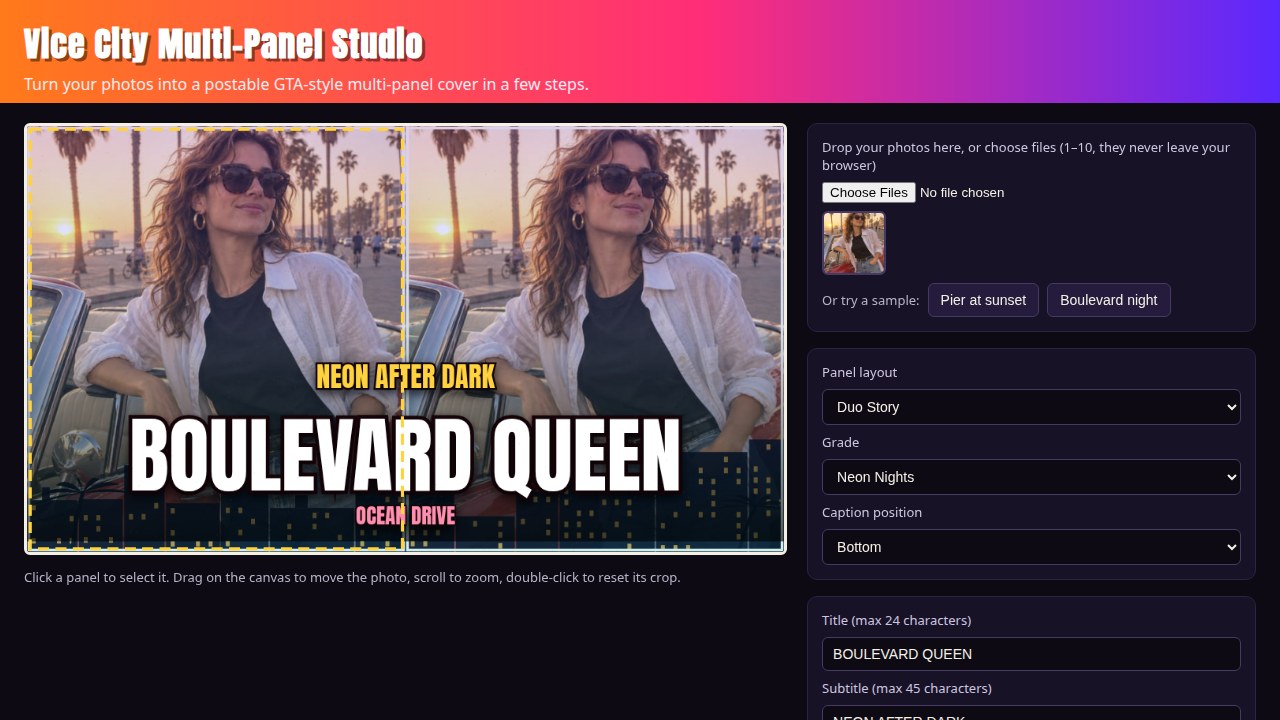 Vice City Multi-Panel Studio
Turn your photos into a postable GTA-style multi-panel cover in a few steps.
NEON AFTER DARK
BOULEVARD QUEEN
OCEAN DRIVE
Click a panel to select it. Drag on the canvas to move the photo, scroll to zoom, double-click to reset its crop.
Drop your photos here, or choose files (1–10, they never leave your
browser)
Choose Files No file chosen
Or try a sample: Pier at sunset Boulevard night
Panel layout
Duo Story
Grade
Neon Nights
Caption position
Bottom
Title (max 24 characters)
BOULEVARD QUEEN
Subtitle (max 45 characters)
NEON AFTER DARK